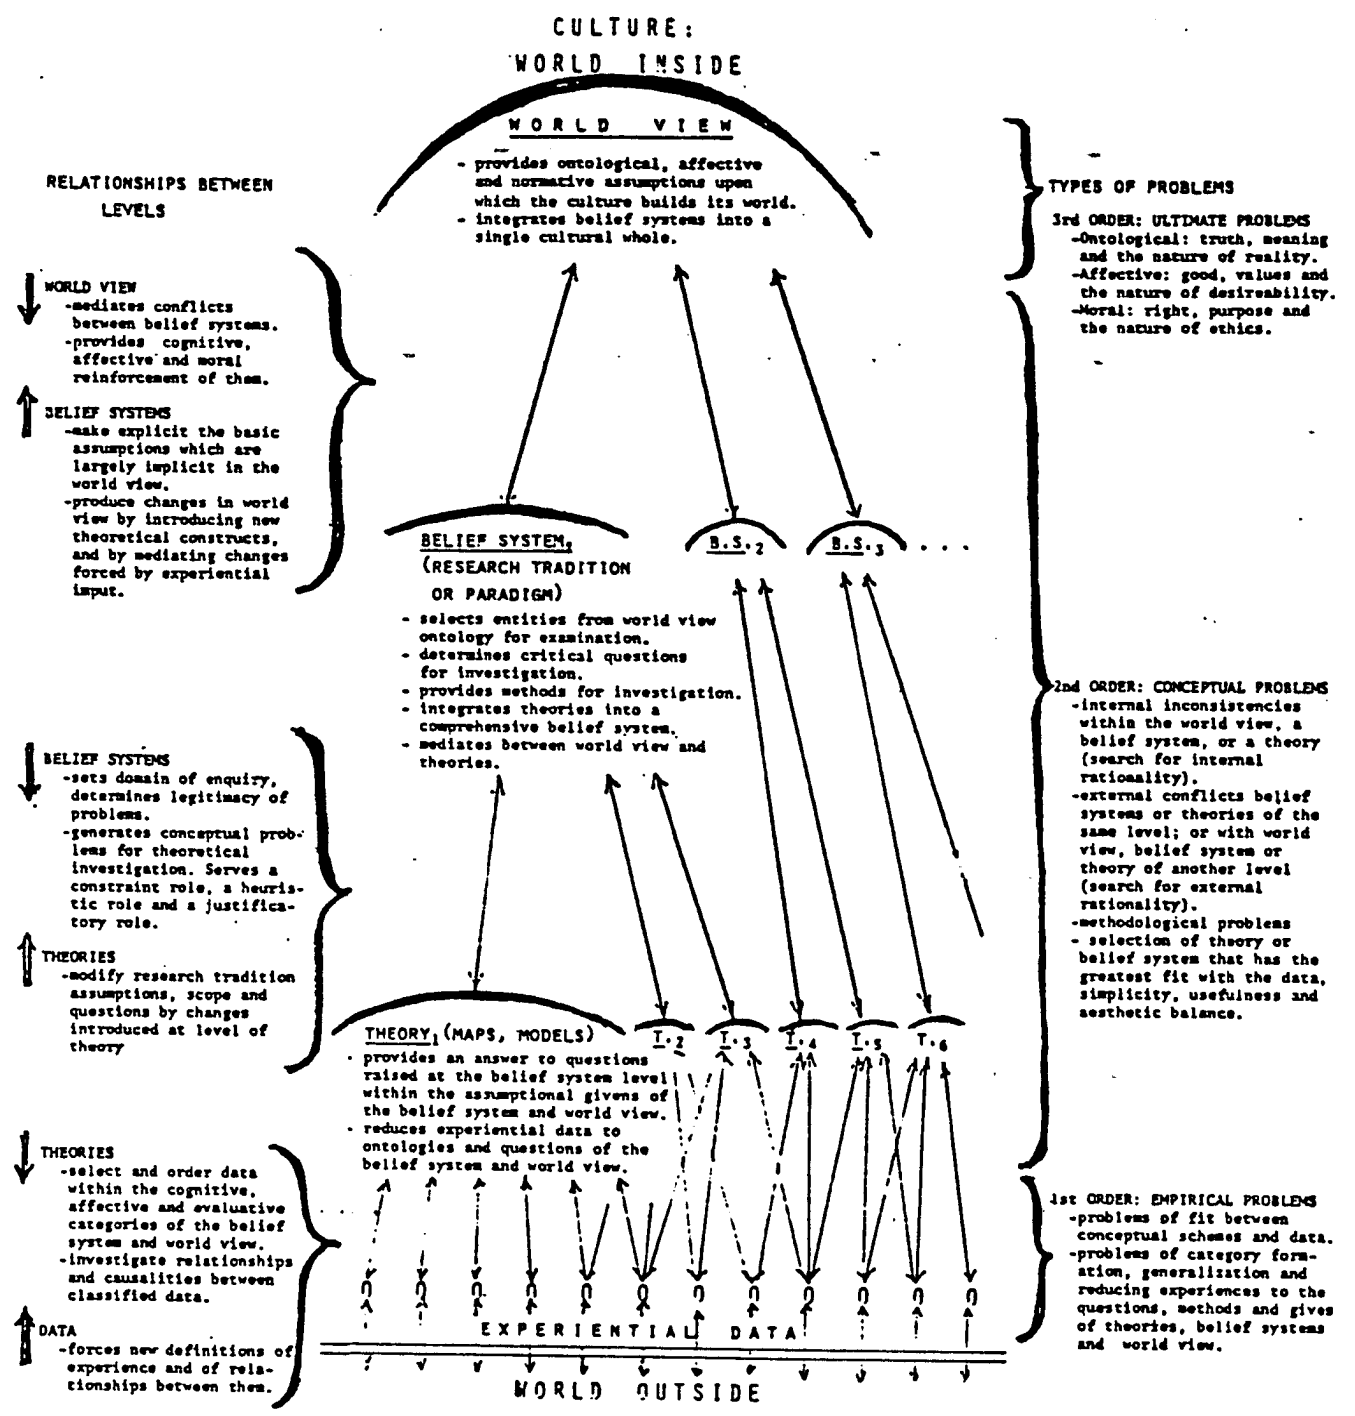 CULTURE:
WORLD INSIDE
WORLD VIEW
- provides ontological, affective
and normative assumptions upon
which the culture builds its world.
- integrates belief systems into a
single cultural whole.
RELATIONSHIPS BETWEEN
LEVELS
WORLD VIEW
-mediates conflicts
between belief systems.
-provides cognitive,
affective and moral
reinforcement of them.
BELIEF SYSTEMS
-make explicit the basic
assumptions which are
largely implicit in the
world view.
-produce changes in world
view by introducing new
theoretical constructs,
and by mediating changes
forced by experiential
input.
BELIEF SYSTEMS
-sets domain of enquiry,
determines legitimacy of
problems.
-generates conceptual prob-
lems for theoretical
investigation. Serves a
constraint role, a heuris-
tic role and a justifica-
tory role.
THEORIES
-modify research tradition
assumptions, scope and
questions by changes
introduced at level of
theory
THEORIES
-select and order data
within the cognitive,
affective and evaluative
categories of the belief
system and world view.
-investigate relationships
and causalities between
classified data.
DATA
-forces new definitions of
experience and of rela-
tionships between them.
BELIEF SYSTEM1
(RESEARCH TRADITION
OR PARADIGM)
- selects entities from world view
ontology for examination.
- determines critical questions
for investigation.
- provides methods for investigation.
- integrates theories into a
comprehensive belief system.
- mediates between world view and
theories.
B.S.2
B.S.3 . . .
THEORY1 (MAPS, MODELS)
- provides an answer to questions
raised at the belief system level
within the assumptional givens of
the belief system and world view.
- reduces experiential data to
ontologies and questions of the
belief system and world view.
T.2
T.3
T.4
T.5
T.6
EXPERIENTIAL DATA
WORLD OUTSIDE
TYPES OF PROBLEMS
3rd ORDER: ULTIMATE PROBLEMS
-Ontological: truth, meaning
and the nature of reality.
-Affective: good, values and
the nature of desireability.
-Moral: right, purpose and
the nature of ethics.
2nd ORDER: CONCEPTUAL PROBLEMS
-internal inconsistencies
within the world view, a
belief system, or a theory
(search for internal
rationality).
-external conflicts belief
systems or theories of the
same level; or with world
view, belief system or
theory of another level
(search for external
rationality).
-methodological problems
- selection of theory or
belief system that has the
greatest fit with the data,
simplicity, usefulness and
aesthetic balance.
1st ORDER: EMPIRICAL PROBLEMS
-problems of fit between
conceptual schemes and data.
-problems of category form-
ation, generalization and
reducing experiences to the
questions, methods and gives
of theories, belief systems
and world view.